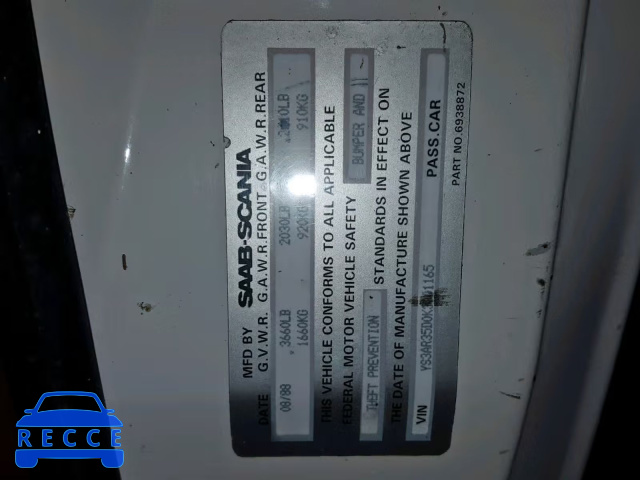 MFD BY SAAB-SCANIA
DATE G.V.W.R. G.A.W.R.FRONT G.A.W.R.REAR
08/88 3660LB 2030LB LB
1660KG 920KG 910KG
THIS VEHICLE CONFORMS TO ALL APPLICABLE
FEDERAL MOTOR VEHICLE SAFETY BUMPER AND
THEFT PREVENTION STANDARDS IN EFFECT ON
THE DATE OF MANUFACTURE SHOWN ABOVE
VIN PASS.CAR
PART NO.6938872
RECCE